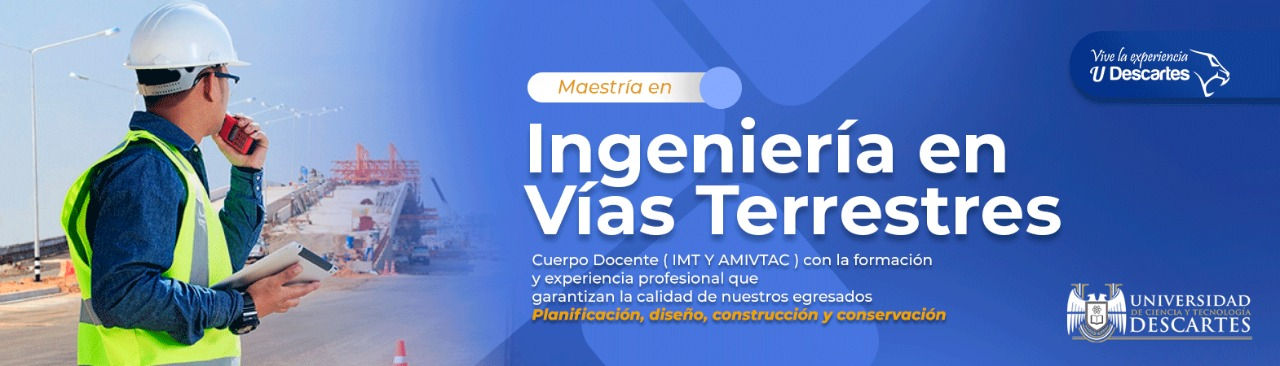 Vive la experiencia
U Descartes
Maestría en
Ingeniería en
Vías Terrestres
Cuerpo Docente ( IMT Y AMIVTAC ) con la formación
y experiencia profesional que
garantizan la calidad de nuestros egresados
Planificación, diseño, construcción y conservación
UNIVERSIDAD
DE CIENCIA Y TECNOLOGÍA
DESCARTES